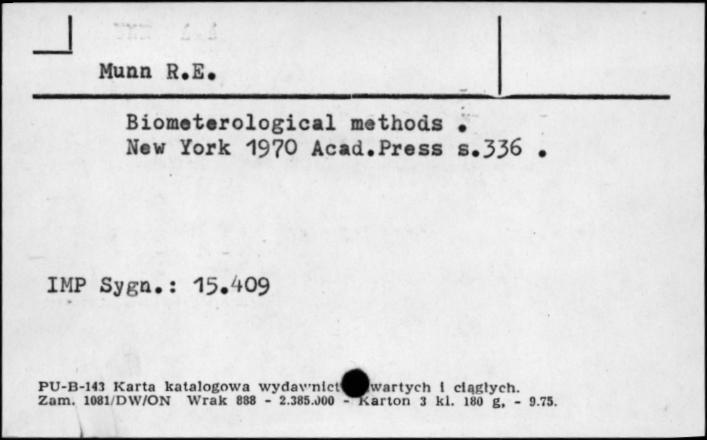 Munn R.E.
Biometerological methods .
New York 1970 Acad.Press s.336 .
IMP Sygn.: 15.409
PU-B-143 Karta katalogowa wydawnict wartych i ciągłych.
Zam. 1081/DW/ON Wrak 888 - 2.385.000 - Karton 3 kl. 180 g, - 9.75.